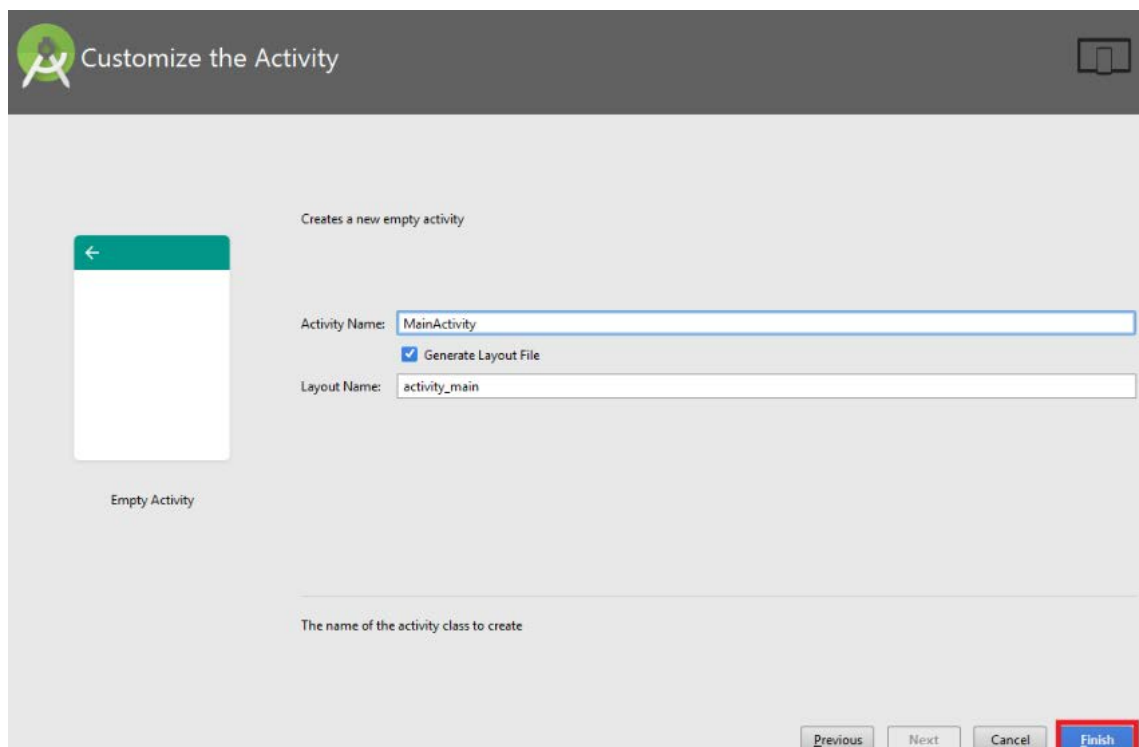 Customize the Activity
Creates a new empty activity
Activity Name: MainActivity
Generate Layout File
Layout Name: activity_main
Empty Activity
The name of the activity class to create
Previous Next Cancel Finish